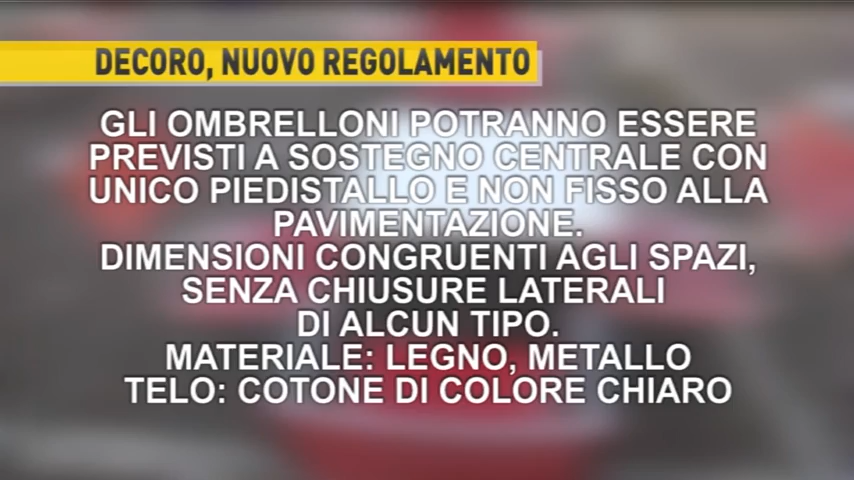 DECORO, NUOVO REGOLAMENTO
GLI OMBRELLONI POTRANNO ESSERE
PREVISTI A SOSTEGNO CENTRALE CON
UNICO PIEDISTALLO E NON FISSO ALLA
PAVIMENTAZIONE.
DIMENSIONI CONGRUENTI AGLI SPAZI,
SENZA CHIUSURE LATERALI
DI ALCUN TIPO.
MATERIALE: LEGNO, METALLO
TELO: COTONE DI COLORE CHIARO